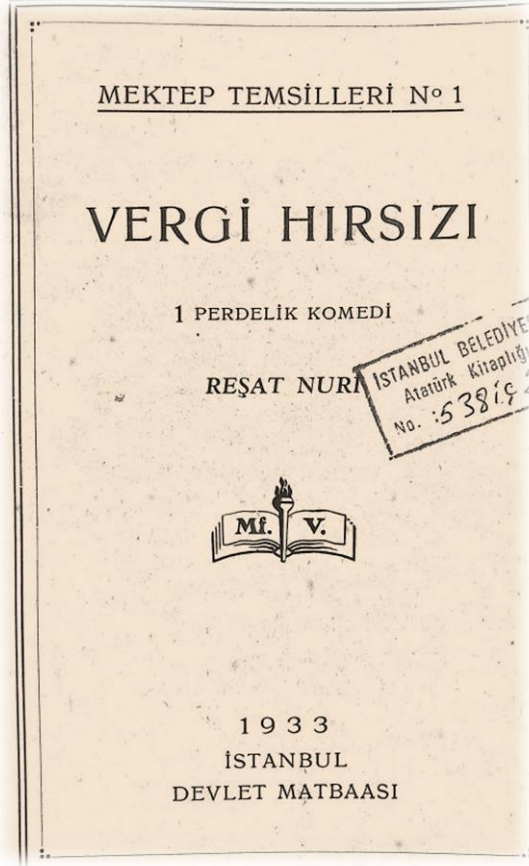 MEKTEP TEMSİLLERİ No 1
VERGİ HIRSIZI
1 PERDELİK KOMEDİ
REŞAT NURİ
İSTANBUL BELEDİYE
Atatürk Kitaplığı
No. :538iç
Mf. V.
1933
İSTANBUL
DEVLET MATBAASI